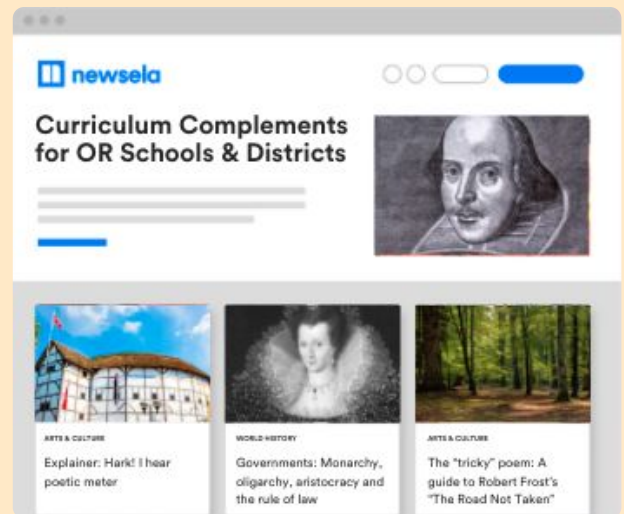 newsela
Curriculum Complements
for OR Schools & Districts
ARTS & CULTURE
Explainer: Hark! I hear
poetic meter
WORLD HISTORY
Governments: Monarchy,
oligarchy, aristocracy and
the rule of law
ARTS & CULTURE
The "tricky" poem: A
guide to Robert Frost's
"The Road Not Taken"